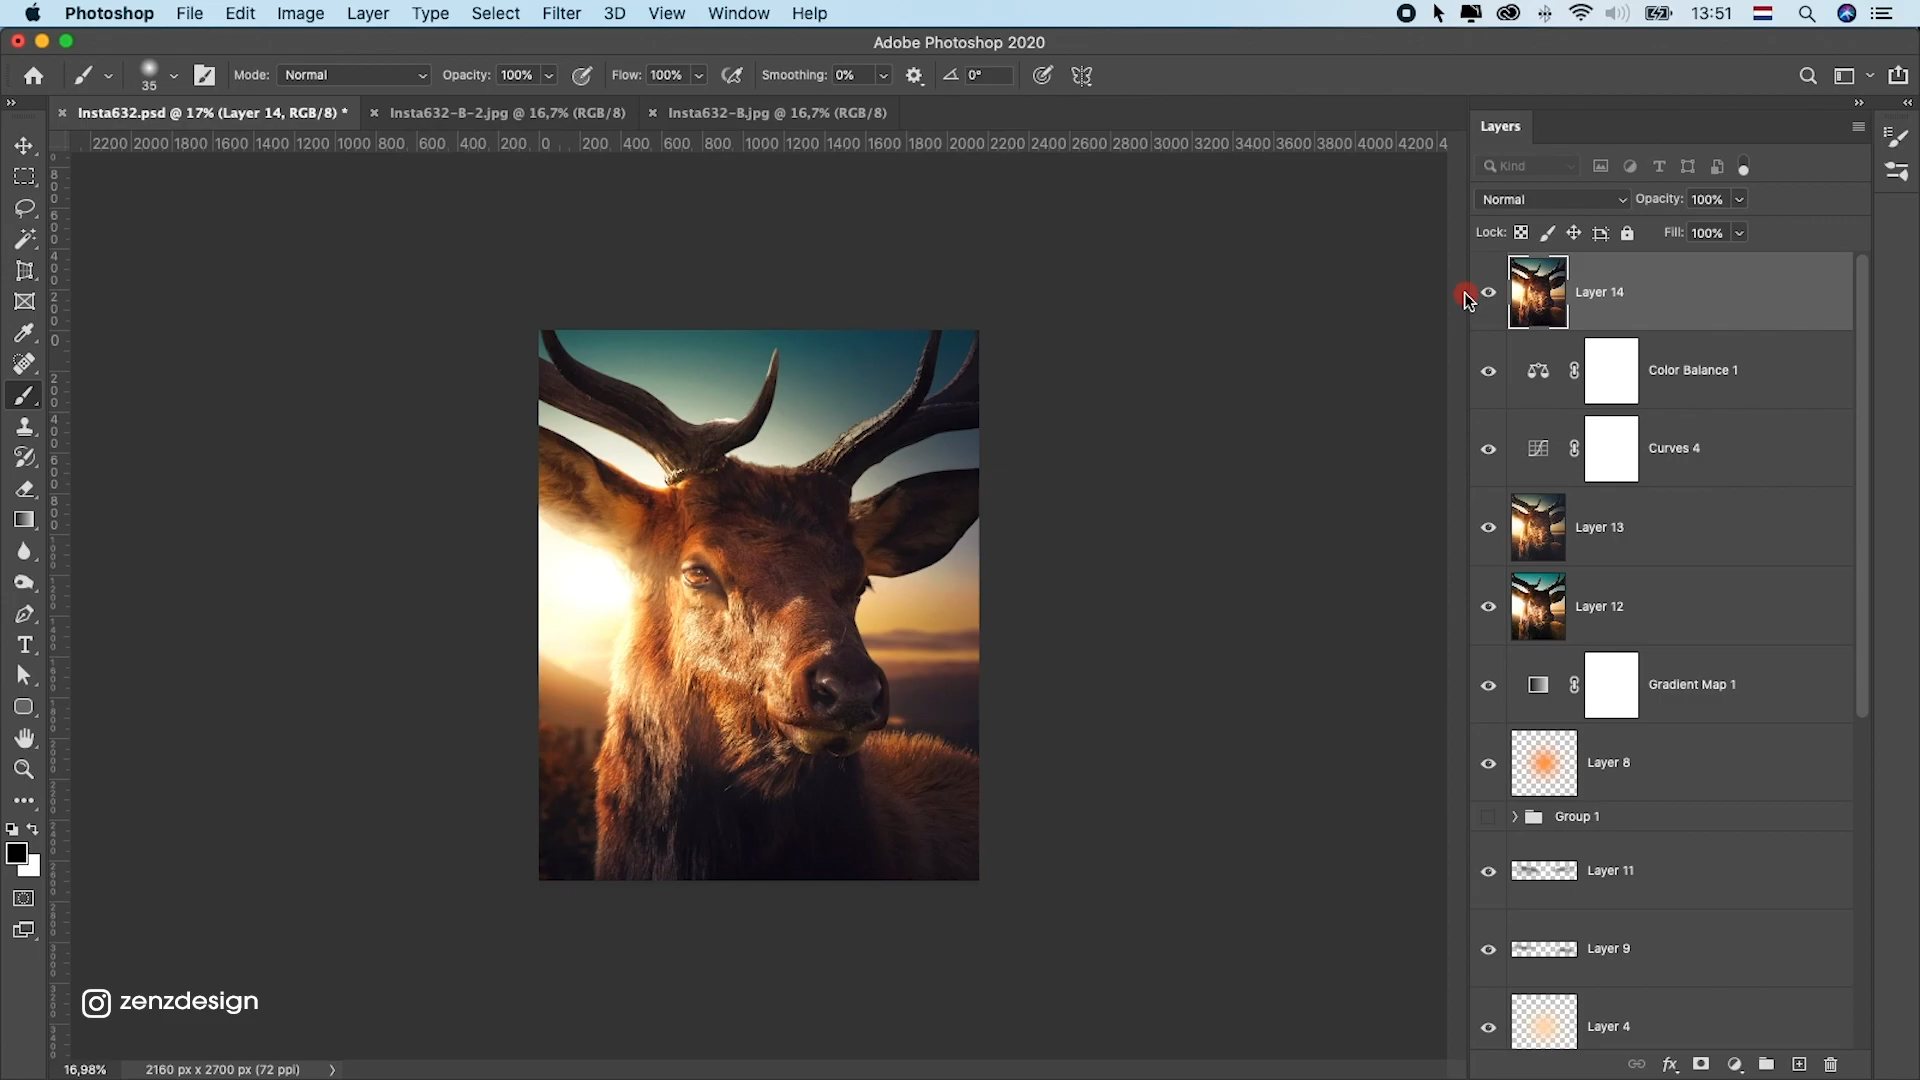 Photoshop File Edit Image Layer Type Select Filter 3D View Window Help 13:51
Adobe Photoshop 2020
35 Mode: Normal Opacity: 100% Flow: 100% Smoothing: 0% 0°
Insta632.psd @ 17% (Layer 14, RGB/8) * Insta632-B-2.jpg @ 16,7% (RGB/8) Insta632-B.jpg @ 16,7% (RGB/8)
2200 2000 1800 1600 1400 1200 1000 800 600 400 200 0 200 400 600 800 1000 1200 1400 1600 1800 2000 2200 2400 2600 2800 3000 3200 3400 3600 3800 4000 4200 4
Layers
Kind
Normal Opacity: 100%
Lock: Fill: 100%
Layer 14
Color Balance 1
Curves 4
Layer 13
Layer 12
Gradient Map 1
Layer 8
Group 1
Layer 11
Layer 9
Layer 4
zenzdesign
16,98% 2160 px x 2700 px (72 ppi)